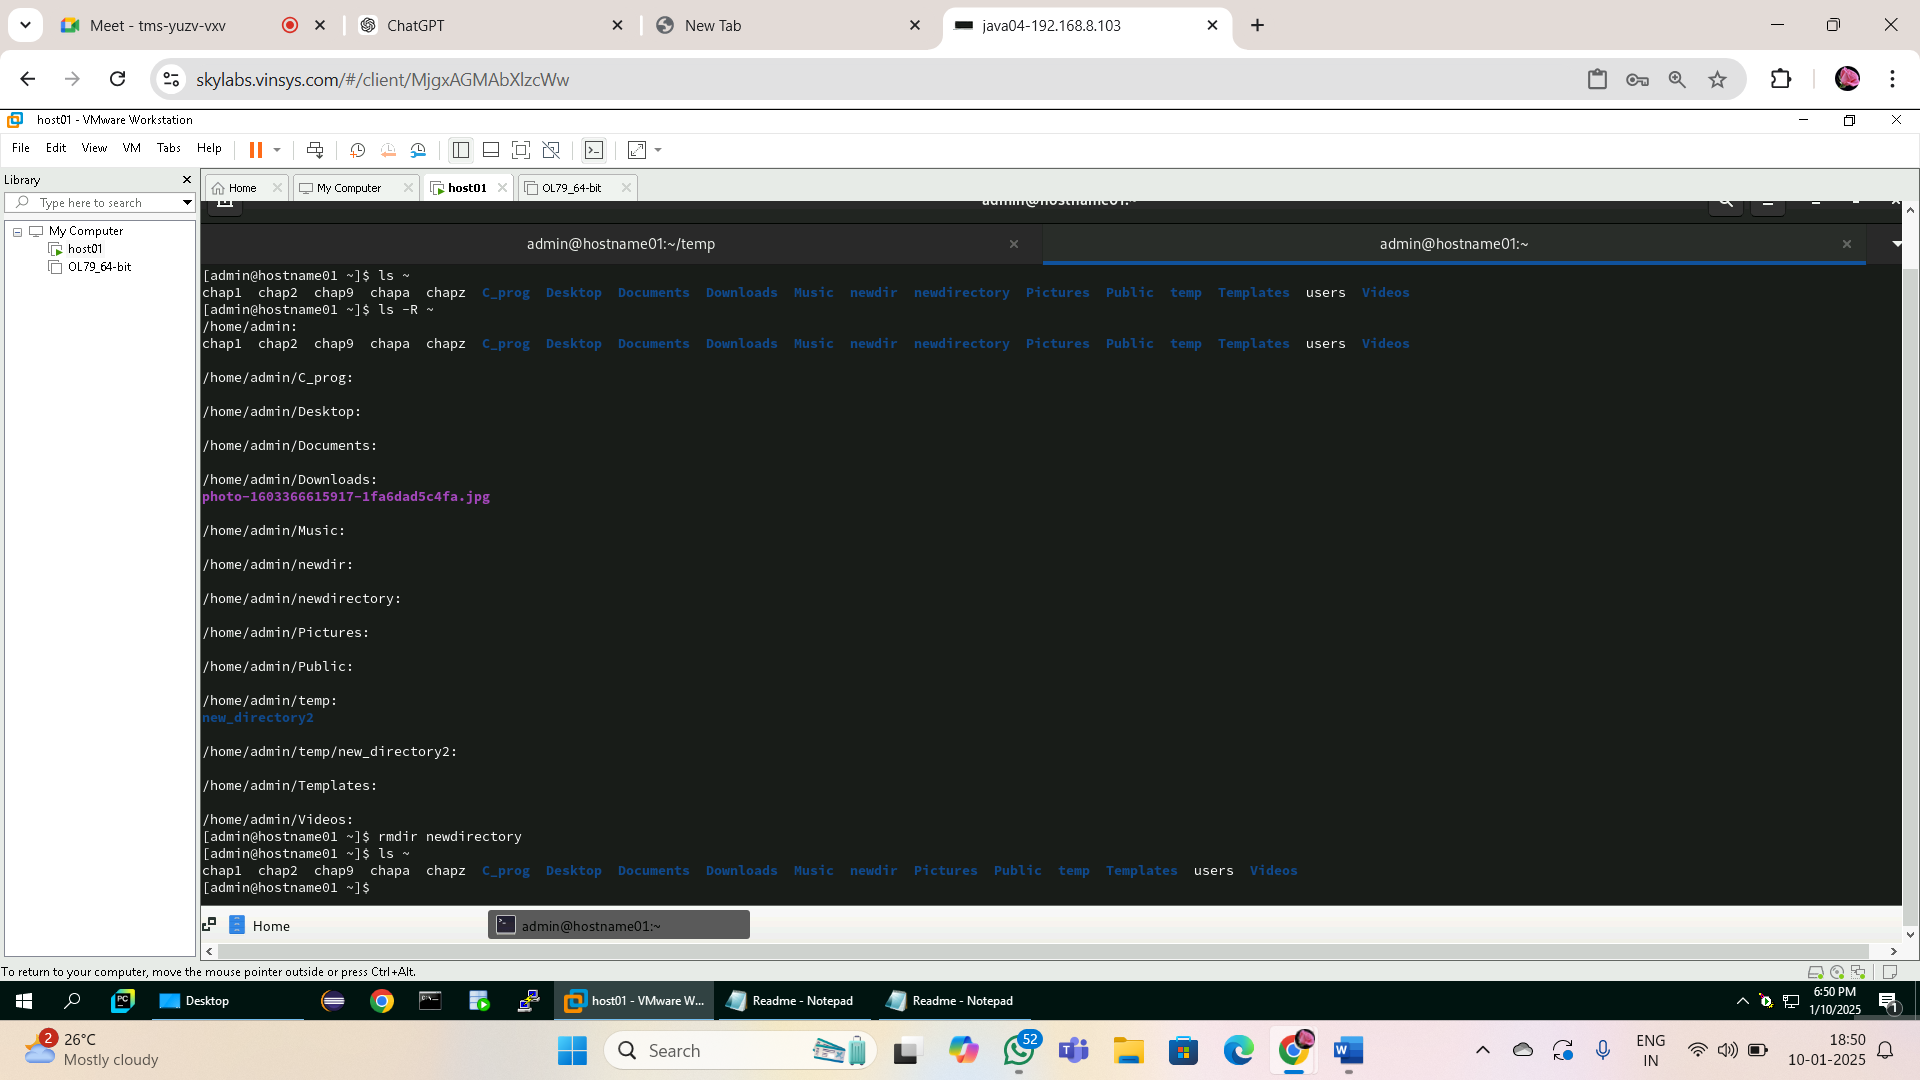 Meet - tms-yuzv-vxv
ChatGPT
New Tab
java04-192.168.8.103
skylabs.vinsys.com/#/client/MjgxAGMAbXlzcWw
host01 - VMware Workstation
File Edit View VM Tabs Help
Library
Type here to search
My Computer
host01
OL79_64-bit
Home
My Computer
host01
OL79_64-bit
admin@hostname01:~
admin@hostname01:~/temp
admin@hostname01:~
[admin@hostname01 ~]$ ls ~
chap1 chap2 chap9 chapa chapz C_prog Desktop Documents Downloads Music newdir newdirectory Pictures Public temp Templates users Videos
[admin@hostname01 ~]$ ls -R ~
/home/admin:
chap1 chap2 chap9 chapa chapz C_prog Desktop Documents Downloads Music newdir newdirectory Pictures Public temp Templates users Videos
/home/admin/C_prog:
/home/admin/Desktop:
/home/admin/Documents:
/home/admin/Downloads:
photo-1603366615917-1fa6dad5c4fa.jpg
/home/admin/Music:
/home/admin/newdir:
/home/admin/newdirectory:
/home/admin/Pictures:
/home/admin/Public:
/home/admin/temp:
new_directory2
/home/admin/temp/new_directory2:
/home/admin/Templates:
/home/admin/Videos:
[admin@hostname01 ~]$ rmdir newdirectory
[admin@hostname01 ~]$ ls ~
chap1 chap2 chap9 chapa chapz C_prog Desktop Documents Downloads Music newdir Pictures Public temp Templates users Videos
[admin@hostname01 ~]$
Home
admin@hostname01:~
To return to your computer, move the mouse pointer outside or press Ctrl+Alt.
PC
Desktop
host01 - VMware W...
Readme - Notepad
Readme - Notepad
6:50 PM
1/10/2025
1
2
26°C
Mostly cloudy
Search
52
ENG
IN
18:50
10-01-2025